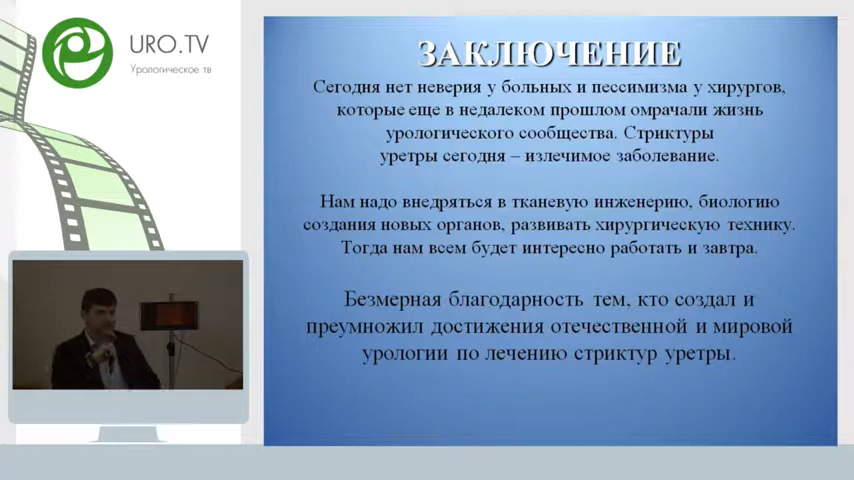 URO.TV
Урологическое тв
ЗАКЛЮЧЕНИЕ
Сегодня нет неверия у больных и пессимизма у хирургов,
которые еще в недалеком прошлом омрачали жизнь
урологического сообщества. Стриктуры
уретры сегодня – излечимое заболевание.
Нам надо внедряться в тканевую инженерию, биологию
создания новых органов, развивать хирургическую технику.
Тогда нам всем будет интересно работать и завтра.
Безмерная благодарность тем, кто создал и
преумножил достижения отечественной и мировой
урологии по лечению стриктур уретры.